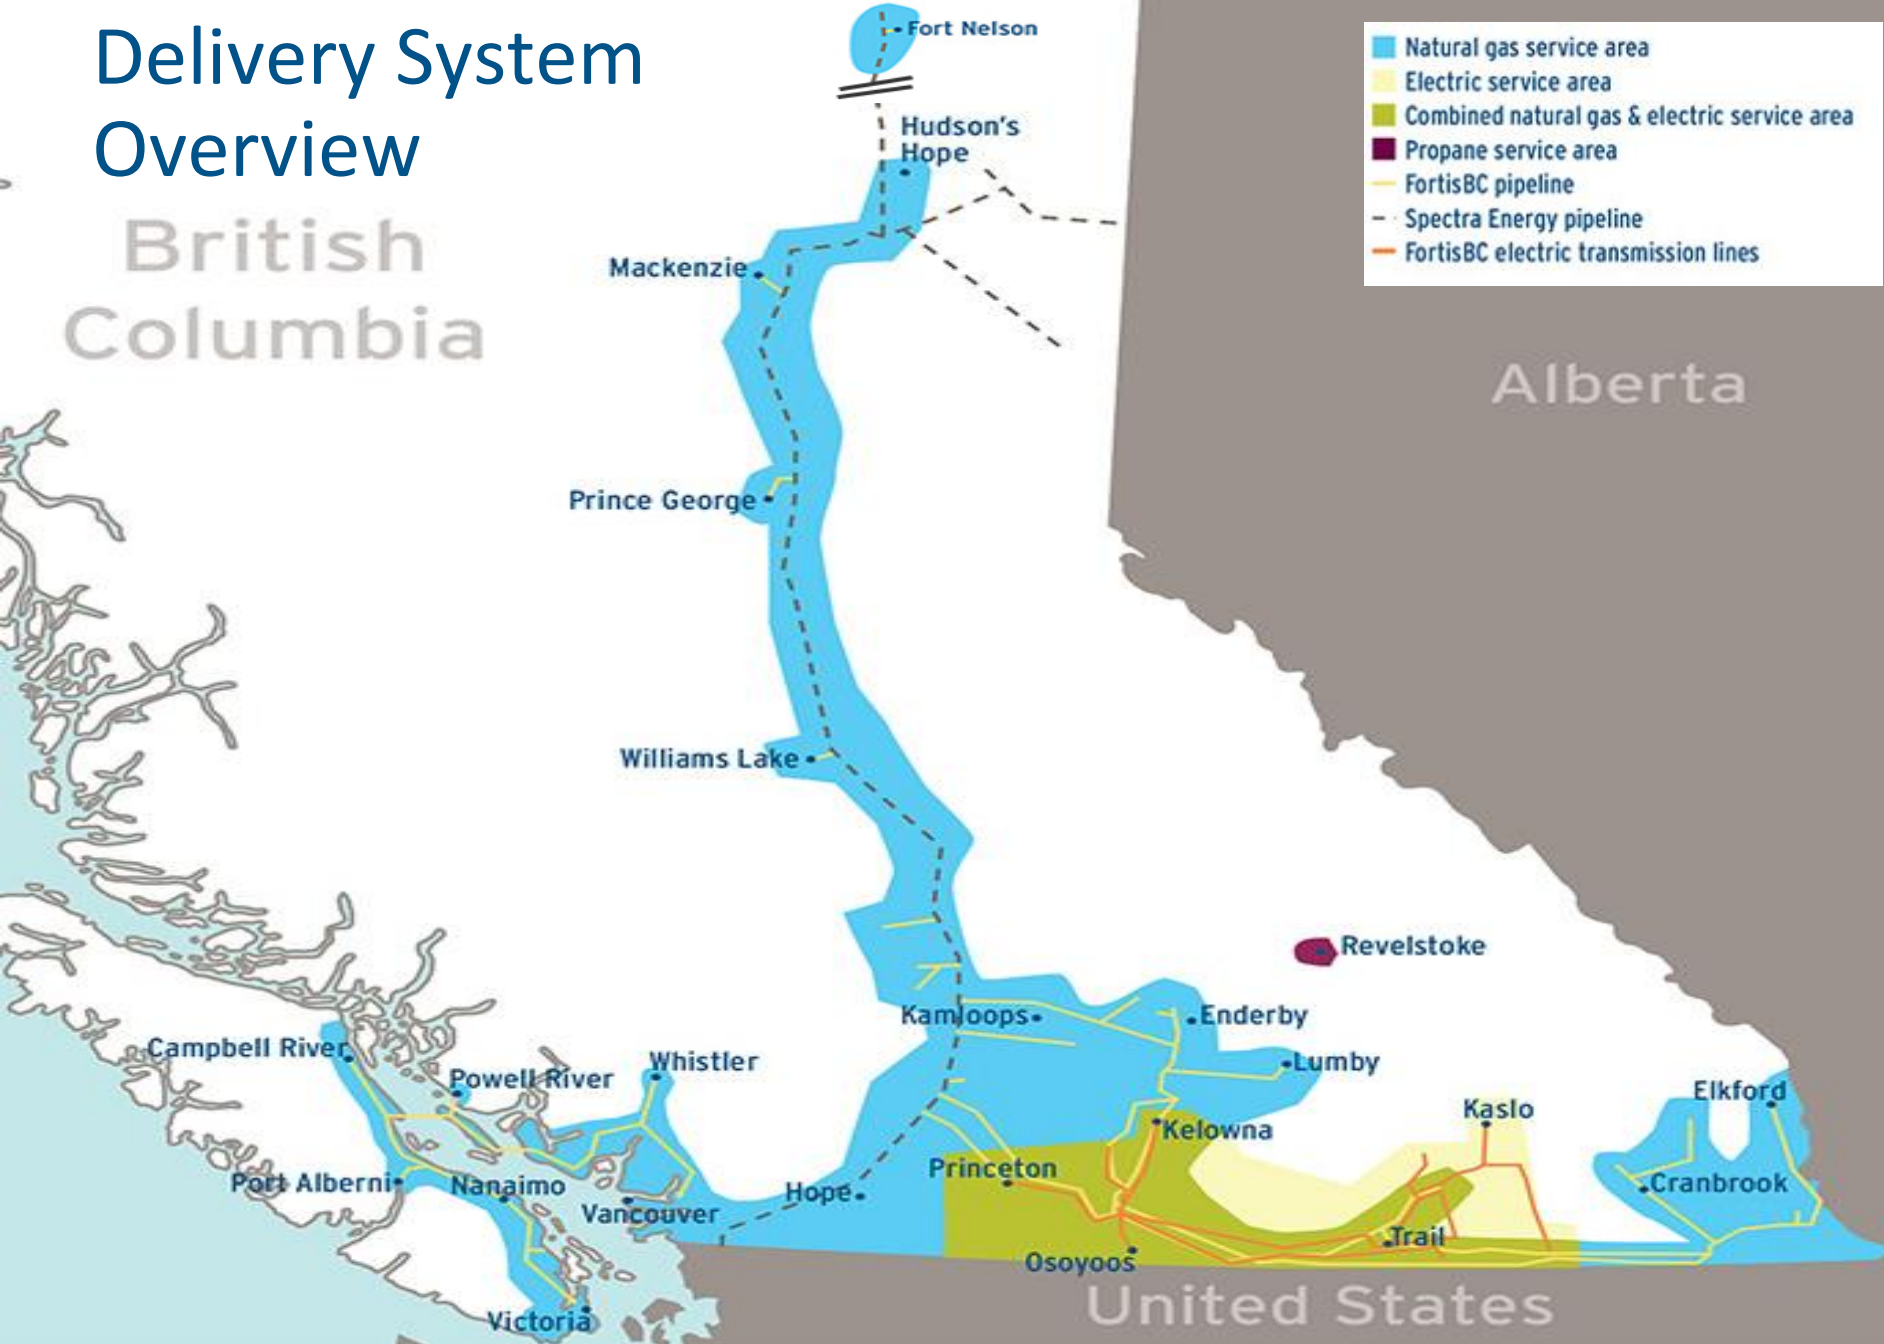 Delivery System
Overview
Fort Nelson
Natural gas service area
Electric service area
Combined natural gas & electric service area
Propane service area
FortisBC pipeline
Spectra Energy pipeline
FortisBC electric transmission lines
Hudson's
Hope
British
Columbia
Mackenzie
Alberta
Prince George
Williams Lake
Revelstoke
Kamloops
Enderby
Campbell River
Powell River
Whistler
Lumby
Elkford
Kaslo
Kelowna
Princeton
Port Alberni
Nanaimo
Hope
Cranbrook
Vancouver
Trail
Osoyoos
United States
Victoria